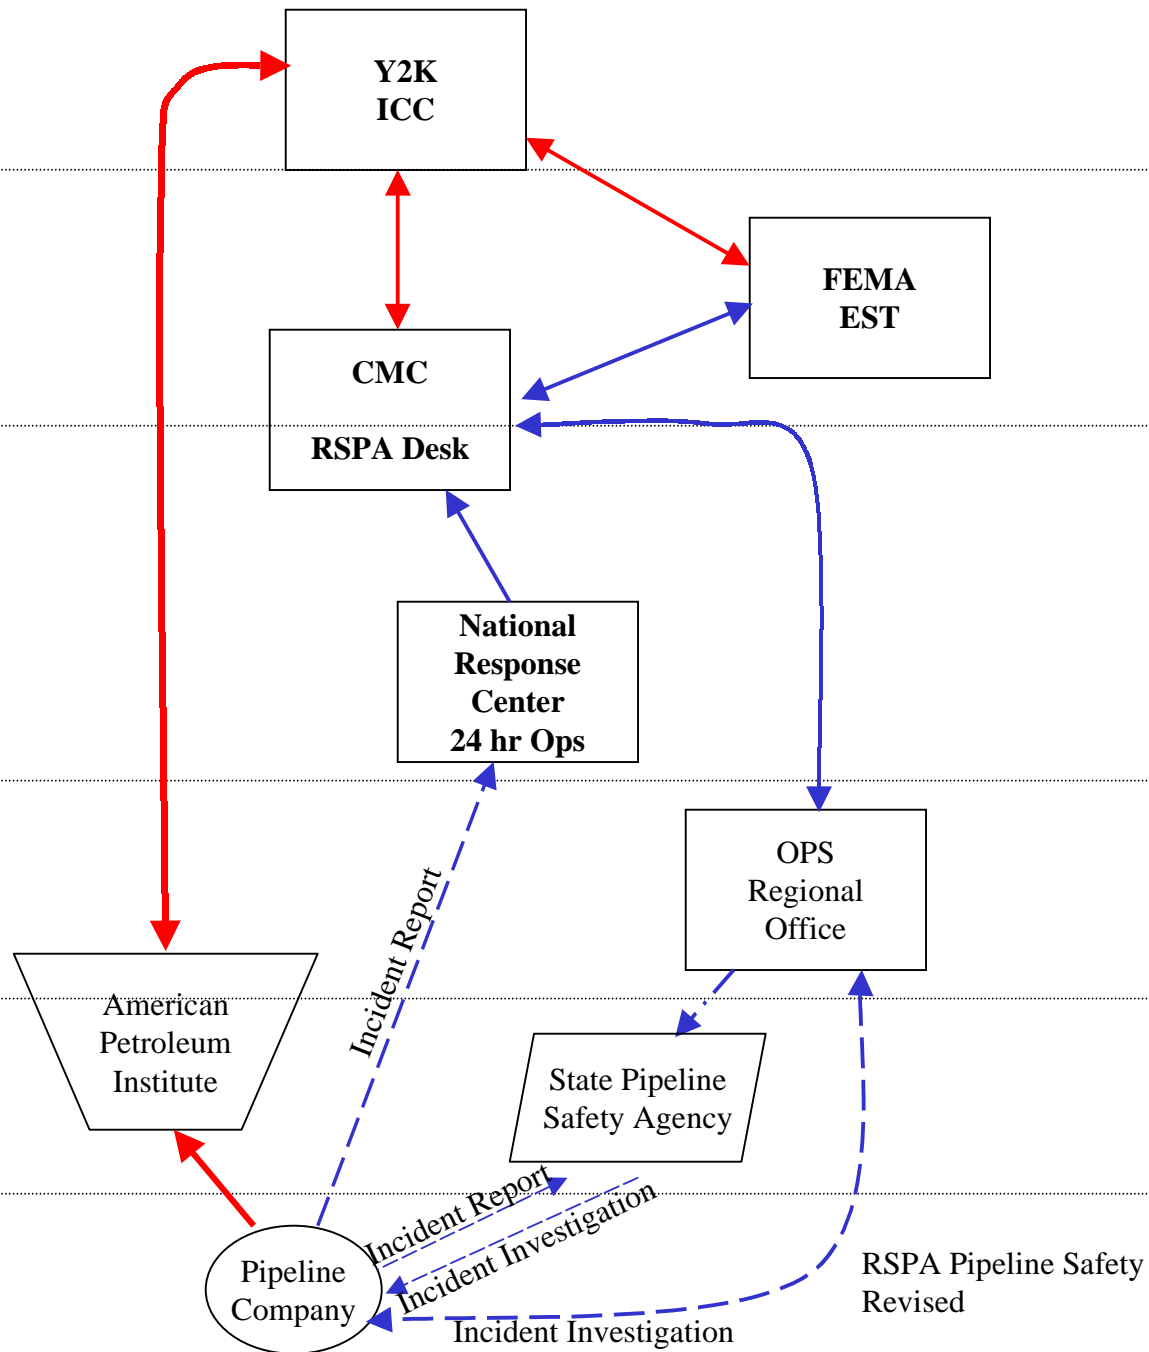 Y2K
ICC
FEMA
EST
CMC
RSPA Desk
National
Response
Center
24 hr Ops
OPS
Regional
Office
Incident Report
American
Petroleum
Institute
State Pipeline
Safety Agency
Incident Report
Incident Investigation
Pipeline
Company
RSPA Pipeline Safety
Revised
Incident Investigation